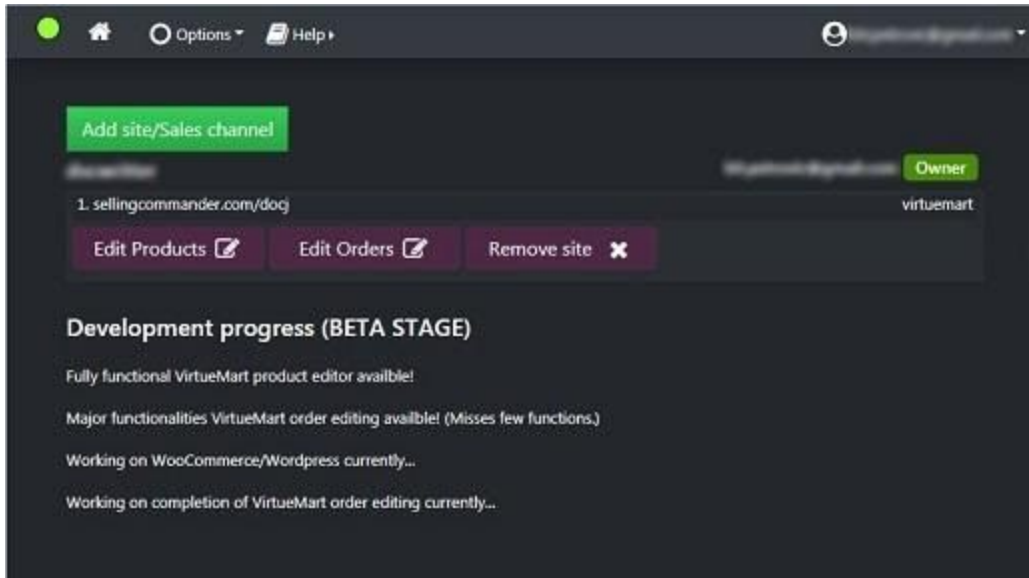 Options Help
Add site/Sales channel
Owner
1. sellingcommander.com/docj virtuemart
Edit Products Edit Orders Remove site
Development progress (BETA STAGE)
Fully functional VirtueMart product editor availble!
Major functionalities VirtueMart order editing availble! (Misses few functions.)
Working on WooCommerce/Wordpress currently...
Working on completion of VirtueMart order editing currently...